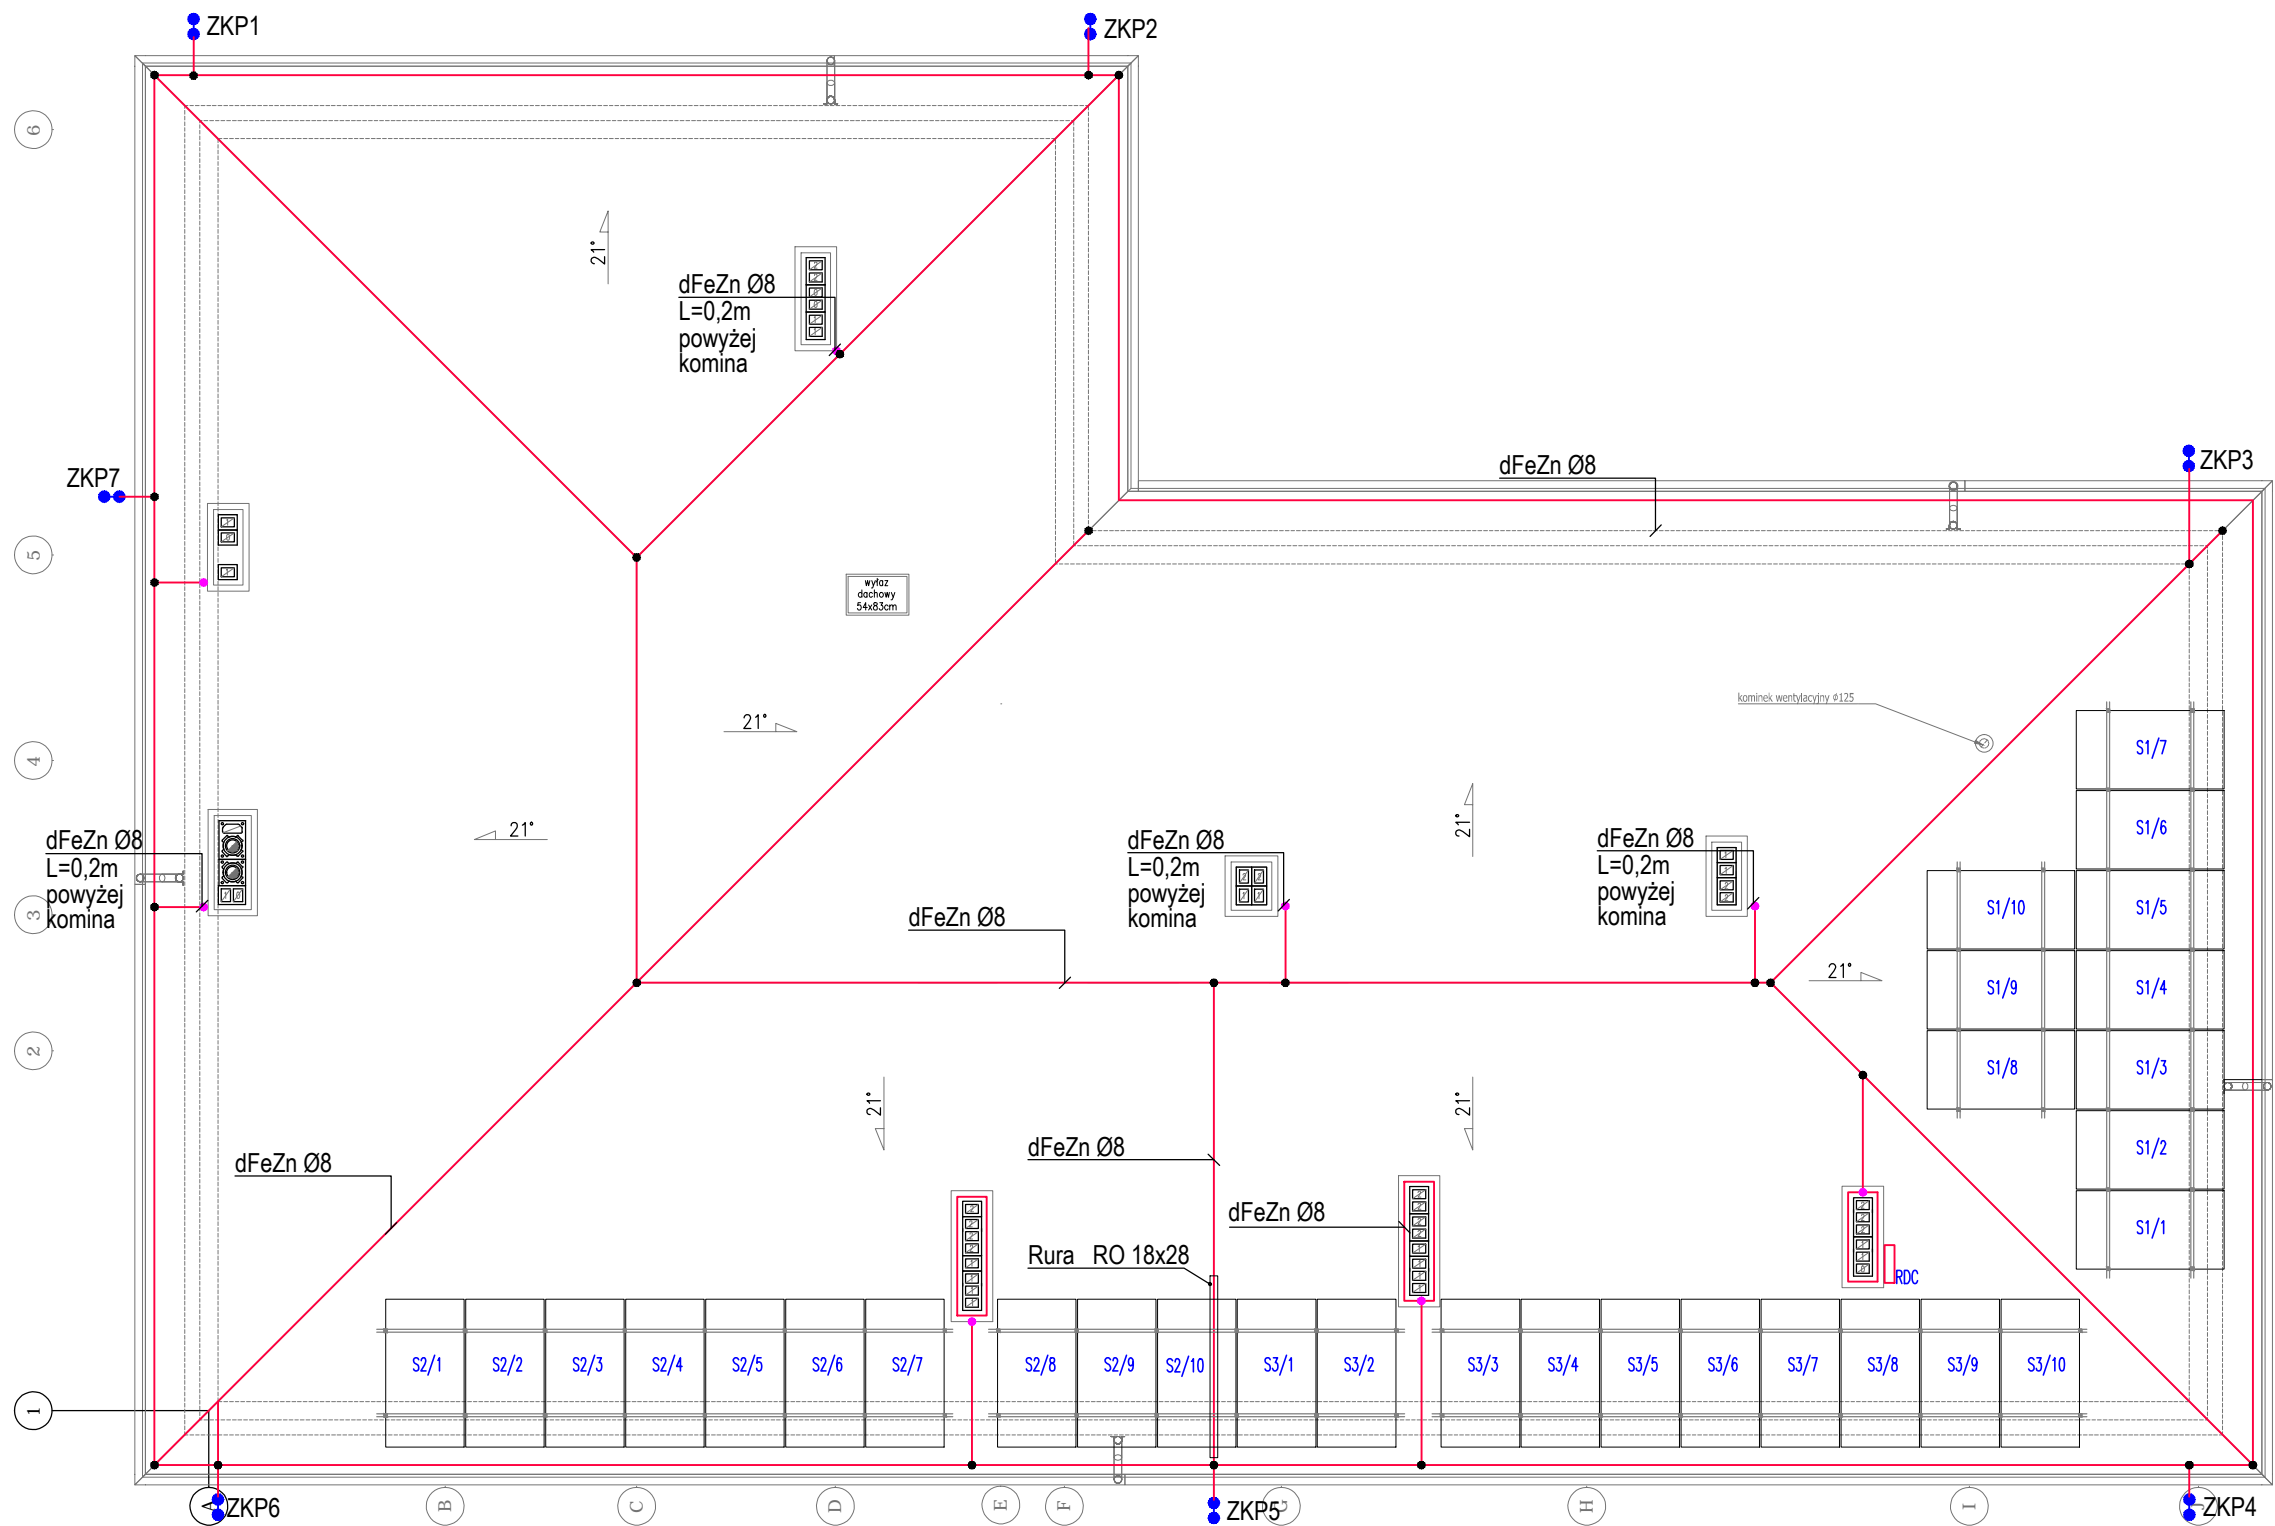 ZKP1
ZKP2
6
21°
dFeZn Ø8
L=0,2m
powyżej
komina
ZKP7
dFeZn Ø8
ZKP3
5
wyłaz
dachowy
54x83cm
kominek wentylacyjny ø125
21°
4
S1/7
S1/6
21°
21°
dFeZn Ø8
L=0,2m
powyżej
komina
3
dFeZn Ø8
L=0,2m
powyżej
komina
dFeZn Ø8
L=0,2m
powyżej
komina
S1/10
S1/5
dFeZn Ø8
21°
S1/9
S1/4
2
S1/8
S1/3
21°
21°
dFeZn Ø8
dFeZn Ø8
S1/2
dFeZn Ø8
S1/1
Rura RO 18x28
RDC
S2/1
S2/2
S2/3
S2/4
S2/5
S2/6
S2/7
S2/8
S2/9
S2/10
S3/1
S3/2
S3/3
S3/4
S3/5
S3/6
S3/7
S3/8
S3/9
S3/10
1
A
ZKP6
B
C
D
E
F
ZKP5
G
H
I
J
ZKP4